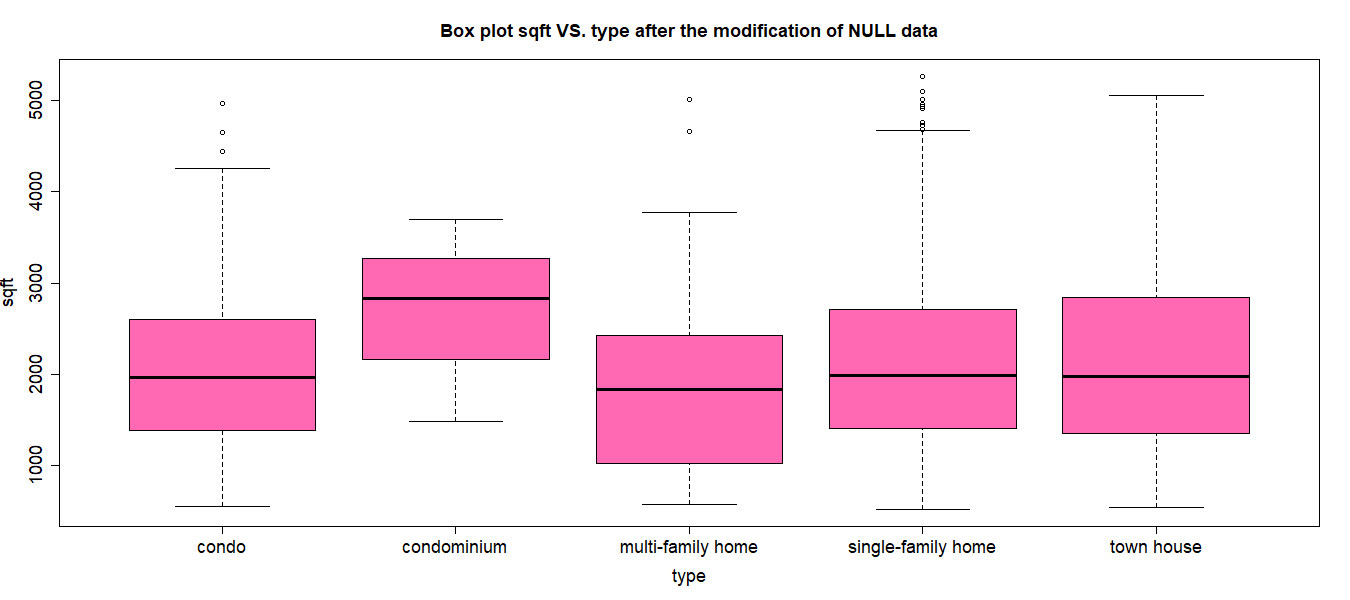 Box plot sqft VS. type after the modification of NULL data
5000
4000
3000
2000
1000
sqft
condo condominium multi-family home single-family home town house
type